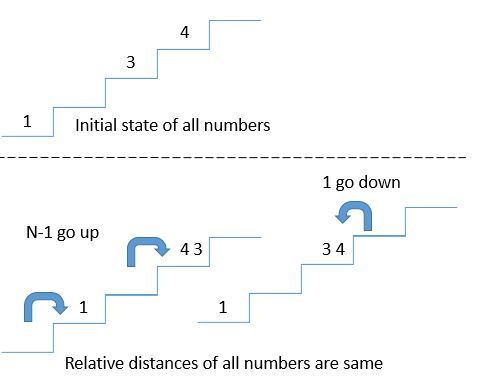 4
3
1
Initial state of all numbers
1 go down
N-1 go up
4 3
3 4
1
1
Relative distances of all numbers are same